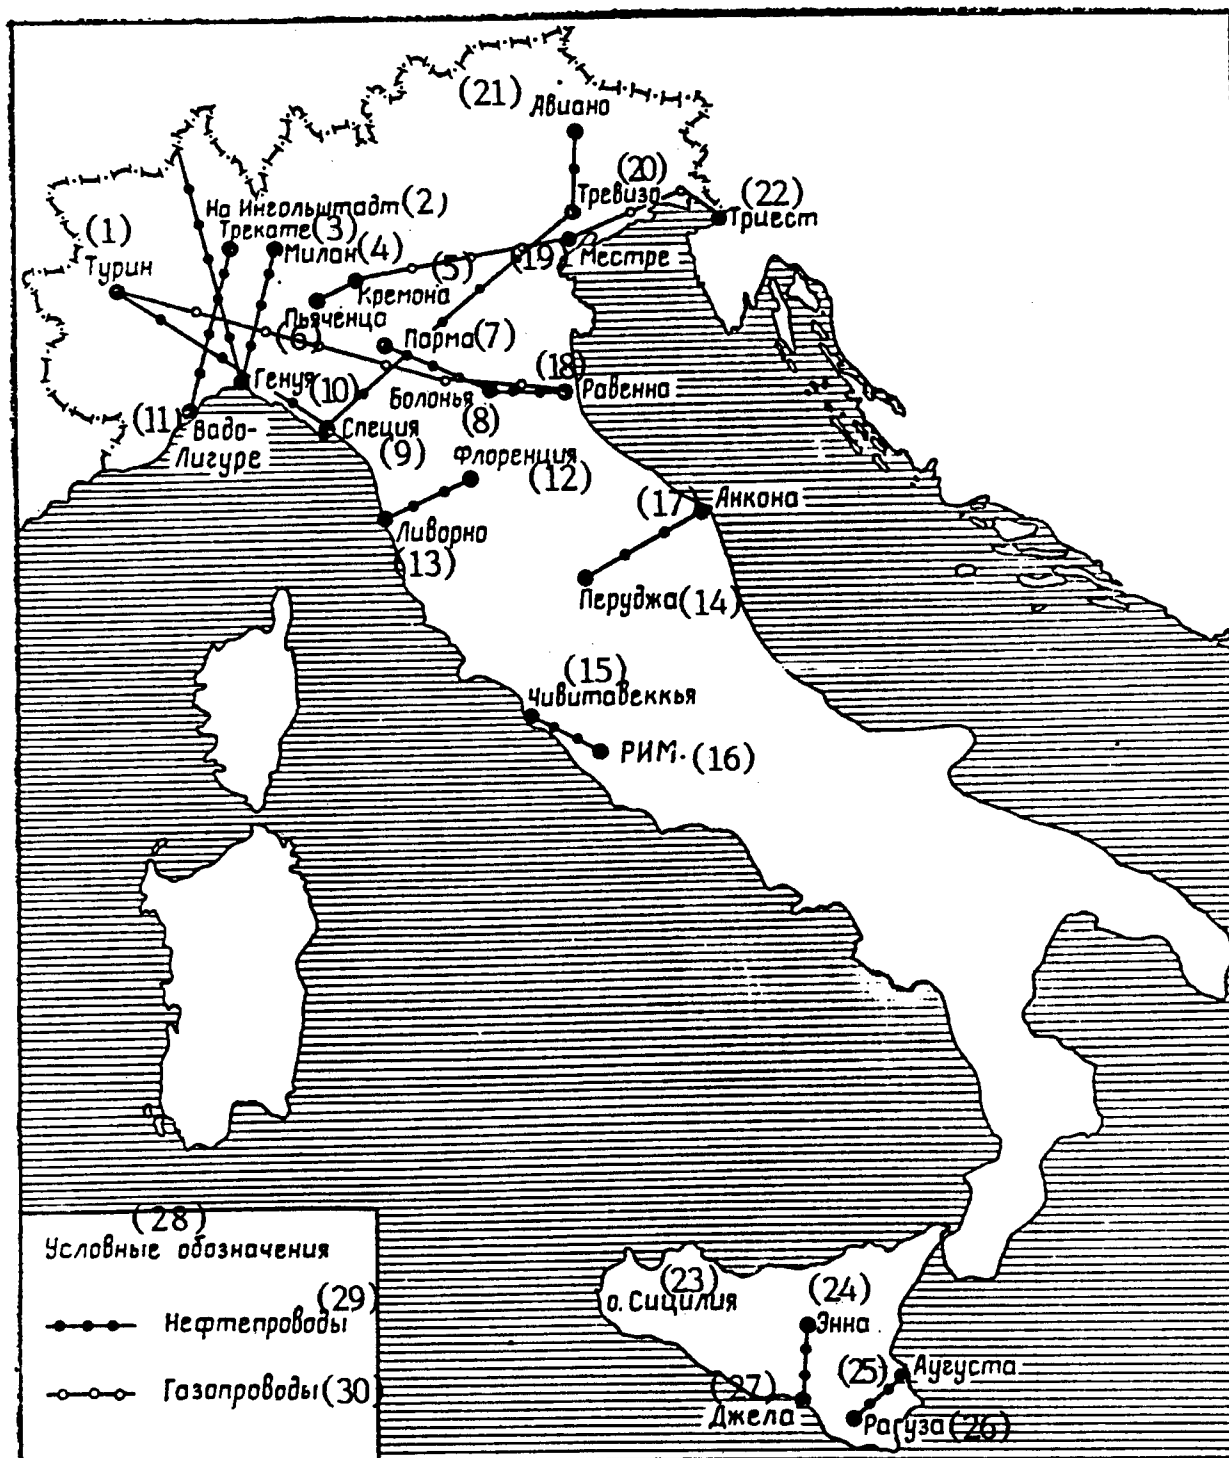 (21)
Авиано
(20)
Тревизо
(22)
Триест
На Ингольштадт (2)
(1)
Трекате (3)
Милан (4)
Турин
(5)
(19)
Местре
Кремона
Пьяченца
(6)
Парма (7)
(18)
Генуя
(10)
Болонья
Равенна
(11)
Вадо-
Лигуре
Специя
(8)
(9)
Флоренция
(12)
(17)
Анкона
Ливорно
(13)
Перуджа (14)
(15)
Чивитавеккья
РИМ. (16)
(28)
Условные обозначения
(29)
Нефтепроводы
Газопроводы (30)
(23)
о. Сицилия
(24)
Энна
(25)
Аугуста
(27)
Джела
Рагуза (26)